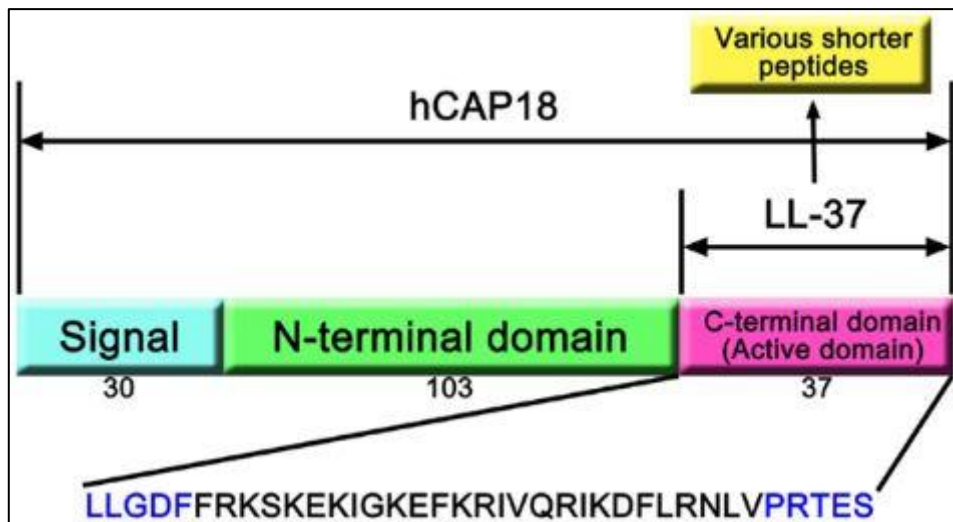 Various shorter
peptides
hCAP18
LL-37
Signal
N-terminal domain
C-terminal domain
(Active domain)
30
103
37
LLGDFFRKSKEKIGKEFKRIVQRIKDFLRNLVPRTES